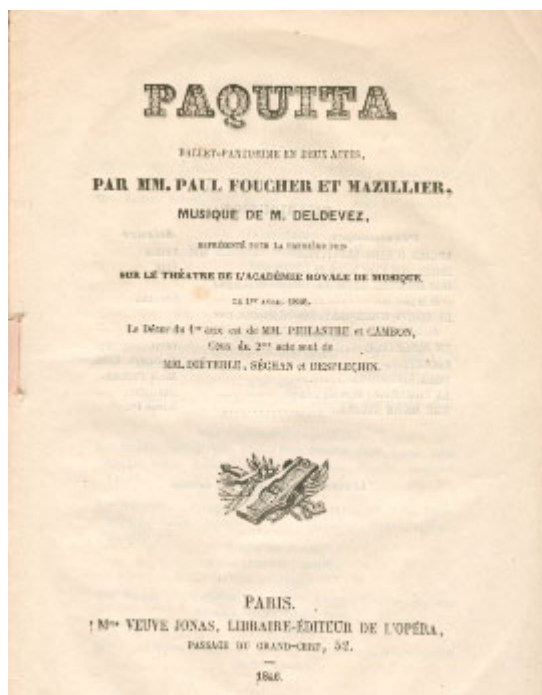 PAQUITA
BALLET-PANTOMIME EN DEUX ACTES,
PAR MM. PAUL FOUCHER ET MAZILLIER,
MUSIQUE DE M. DELDEVEZ,
REPRÉSENTÉ POUR LA PREMIÈRE FOIS
SUR LE THÉATRE DE L'ACADÉMIE ROYALE DE MUSIQUE,
LE 1er AVRIL 1846.
Le Décor du 1er acte est de MM. PHILASTRE et CAMBON,
Ceux du 2me acte sont de
MM. DIÉTERLE, SÉCHAN et DESPLECHIN.
PARIS.
Mme VEUVE JONAS, LIBRAIRE-ÉDITEUR DE L'OPÉRA,
PASSAGE DU GRAND-CERF, 52.
1846.